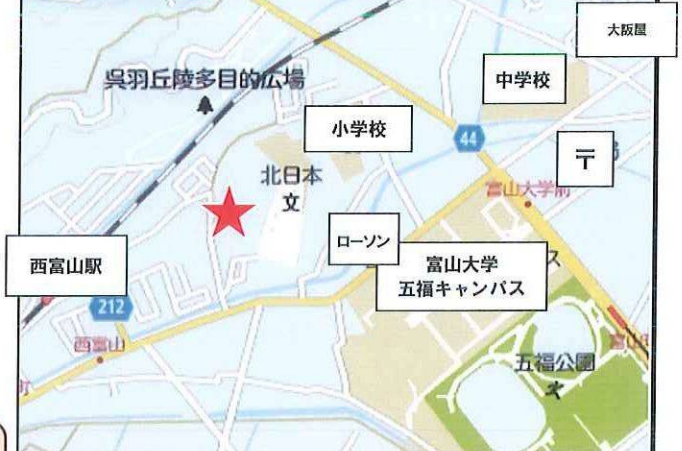 大阪屋
呉羽丘陵多目的広場
中学校
小学校
44
〒
北日本
文
富山大学前
ローソン
西富山駅
富山大学
五福キャンパス
ス
212
西富山
五福公園
町